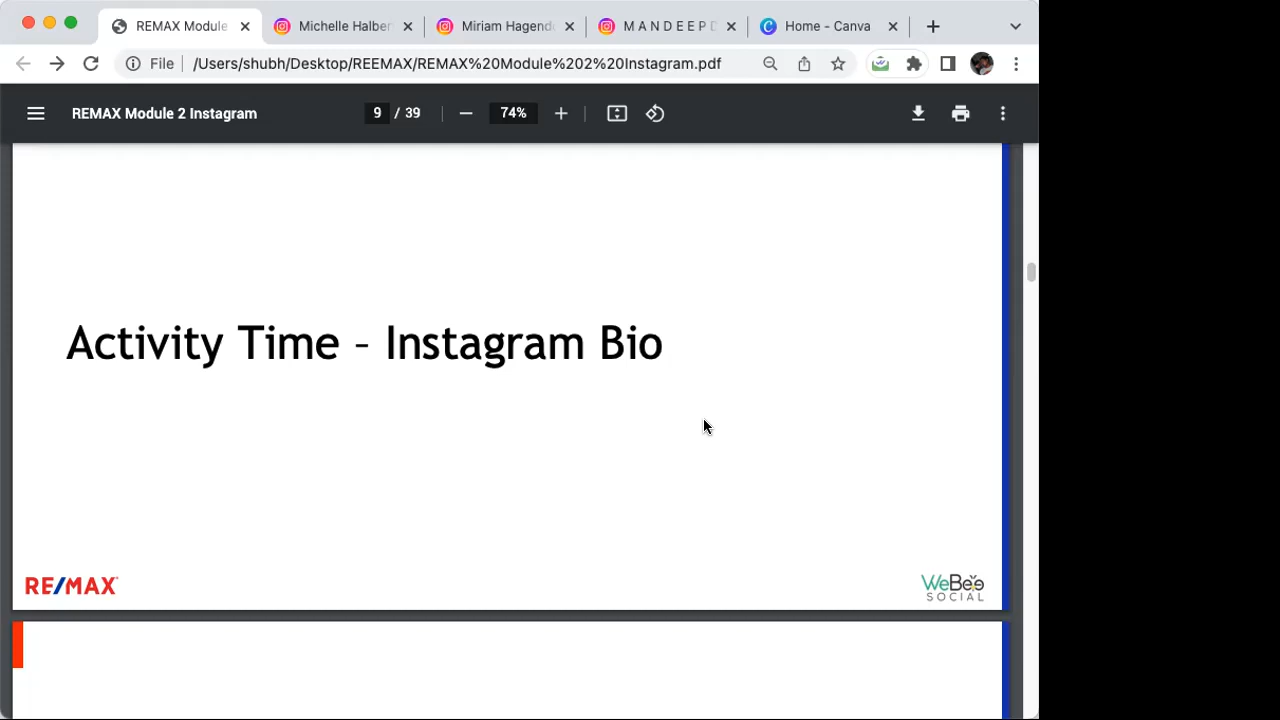 REMAX Module
Michelle Halber
Miriam Hagend
M A N D E E P D
Home - Canva
File
/Users/shubh/Desktop/REEMAX/REMAX%20Module%202%20Instagram.pdf
REMAX Module 2 Instagram
9 / 39
74%
Activity Time – Instagram Bio
RE/MAX
WeBee
SOCIAL